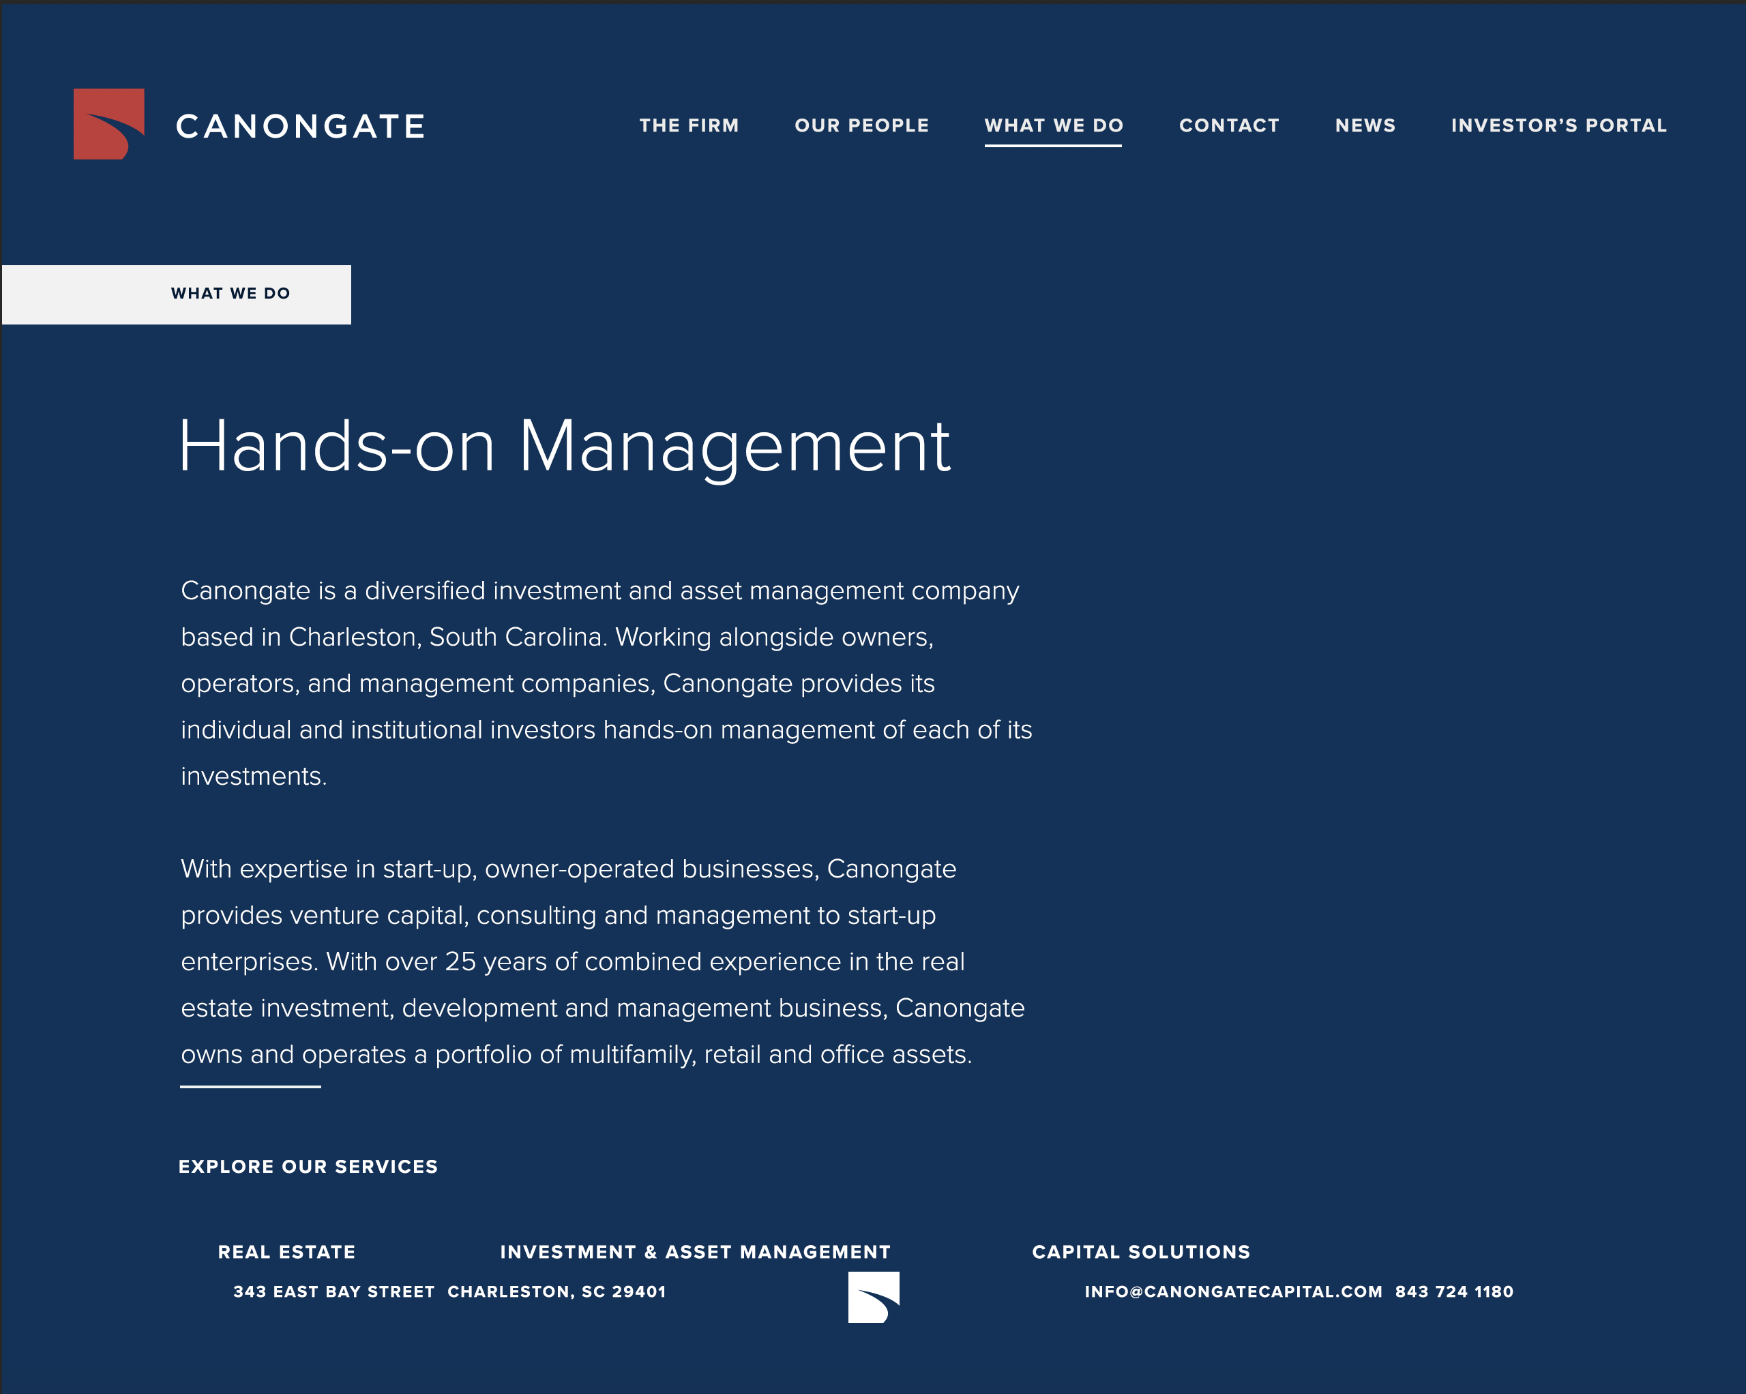 CANONGATE
THE FIRM
OUR PEOPLE
WHAT WE DO
CONTACT
NEWS
INVESTOR’S PORTAL
WHAT WE DO
Hands-on Management
Canongate is a diversified investment and asset management company
based in Charleston, South Carolina. Working alongside owners,
operators, and management companies, Canongate provides its
individual and institutional investors hands-on management of each of its
investments.
With expertise in start-up, owner-operated businesses, Canongate
provides venture capital, consulting and management to start-up
enterprises. With over 25 years of combined experience in the real
estate investment, development and management business, Canongate
owns and operates a portfolio of multifamily, retail and office assets.
EXPLORE OUR SERVICES
REAL ESTATE
INVESTMENT & ASSET MANAGEMENT
CAPITAL SOLUTIONS
343 EAST BAY STREET CHARLESTON, SC 29401
INFO@CANONGATECAPITAL.COM 843 724 1180